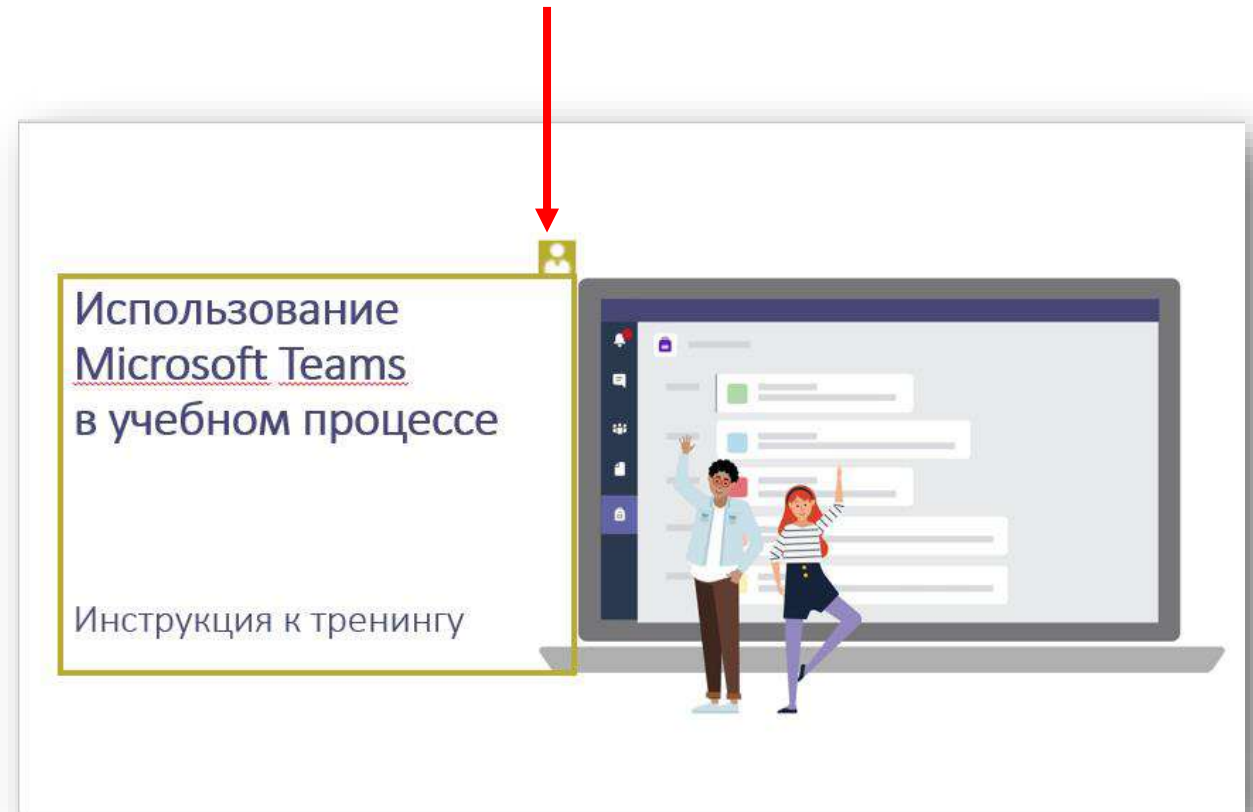 Использование
Microsoft Teams
в учебном процессе
Инструкция к тренингу